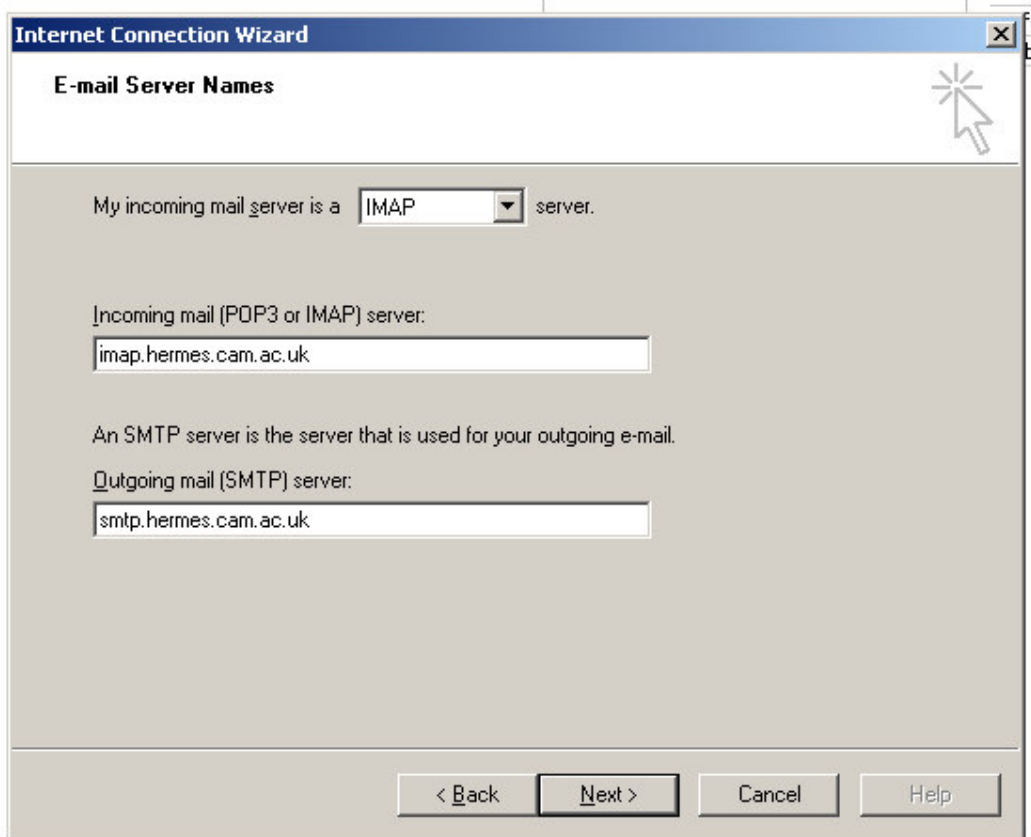 Internet Connection Wizard
E-mail Server Names
My incoming mail server is a IMAP server.
Incoming mail (POP3 or IMAP) server:
imap.hermes.cam.ac.uk
An SMTP server is the server that is used for your outgoing e-mail.
Outgoing mail (SMTP) server:
smtp.hermes.cam.ac.uk
< Back Next > Cancel Help